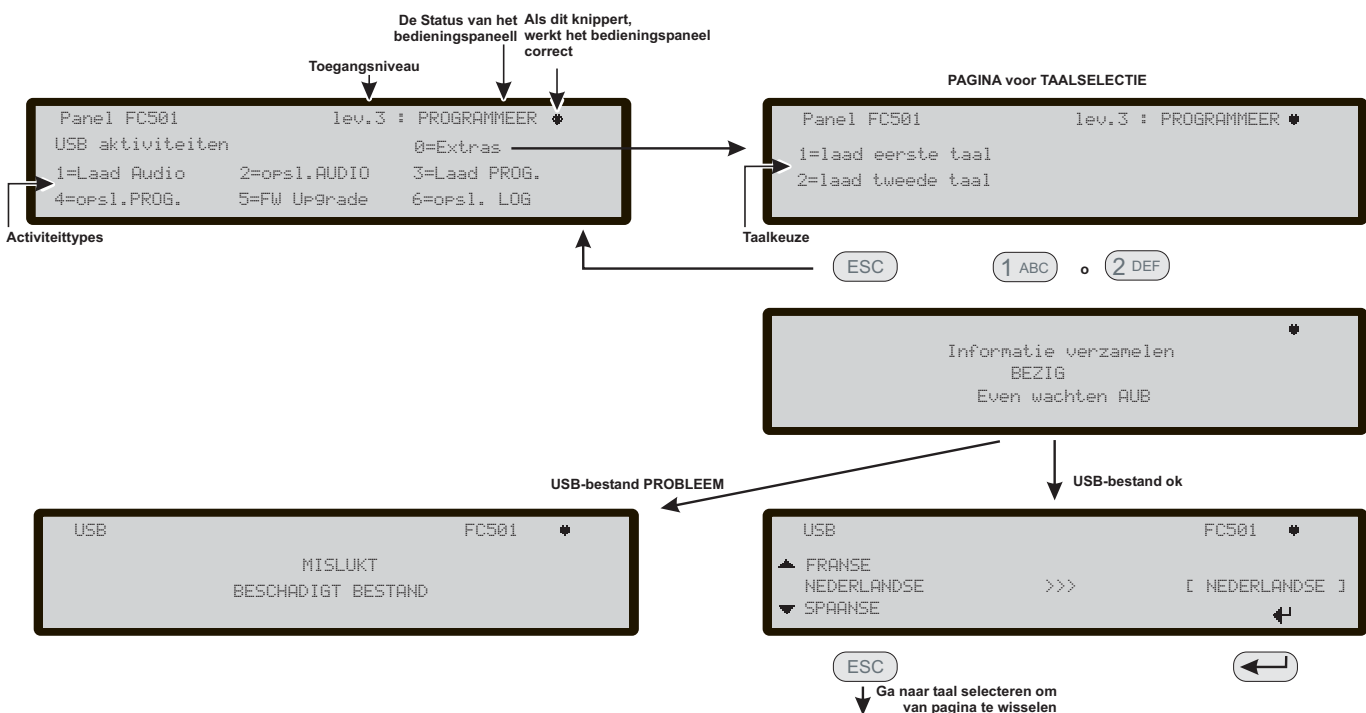 De Status van het
bedieningspaneell
Als dit knippert,
werkt het bedieningspaneel
correct
Toegangsniveau
Panel FC501 lev.3 : PROGRAMMEER
USB aktiviteiten 0=Extras
1=Laad Audio 2=opsl.AUDIO 3=Laad PROG.
4=opsl.PROG. 5=FW Upgrade 6=opsl. LOG
Activiteittypes
PAGINA voor TAALSELECTIE
Panel FC501 lev.3 : PROGRAMMEER
1=laad eerste taal
2=laad tweede taal
Taalkeuze
ESC 1 ABC o 2 DEF
Informatie verzamelen
BEZIG
Even wachten AUB
USB-bestand PROBLEEM
USB-bestand ok
USB FC501
MISLUKT
BESCHADIGT BESTAND
USB FC501
FRANSE
NEDERLANDSE >>> [ NEDERLANDSE ]
SPAANSE
ESC
Ga naar taal selecteren om
van pagina te wisselen